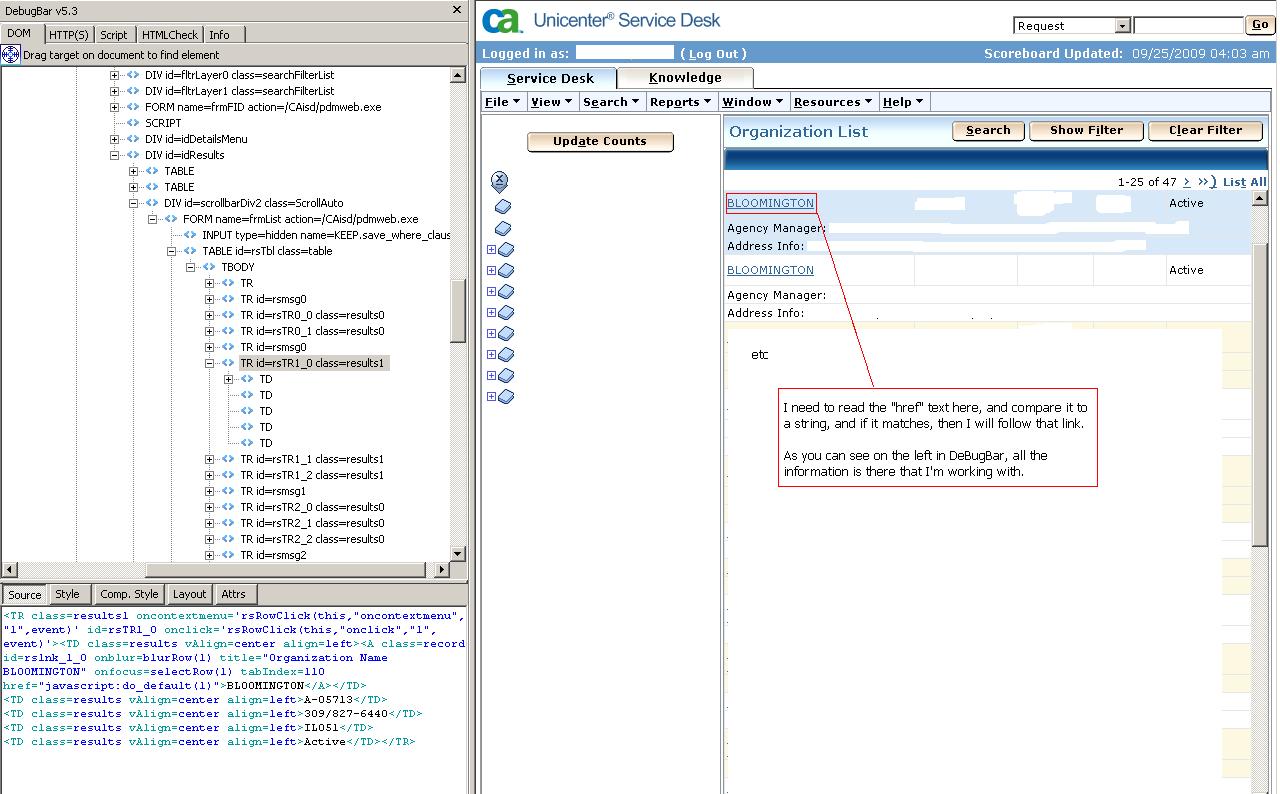 DebugBar v5.3
DOM HTTP(S) Script HTMLCheck Info
Drag target on document to find element
DIV id=fltrLayer0 class=searchFilterList
DIV id=fltrLayer1 class=searchFilterList
FORM name=frmFID action=/CAisd/pdmweb.exe
SCRIPT
DIV id=idDetailsMenu
DIV id=idResults
TABLE
TABLE
DIV id=scrollbarDiv2 class=ScrollAuto
FORM name=frmList action=/CAisd/pdmweb.exe
INPUT type=hidden name=KEEP.save_where_claus
TABLE id=rsTbl class=table
TBODY
TR
TR id=rsmsg0
TR id=rsTR0_0 class=results0
TR id=rsTR0_1 class=results0
TR id=rsmsg0
TR id=rsTR1_0 class=results1
TD
TD
TD
TD
TD
TR id=rsTR1_1 class=results1
TR id=rsTR1_2 class=results1
TR id=rsmsg1
TR id=rsTR2_0 class=results0
TR id=rsTR2_1 class=results0
TR id=rsTR2_2 class=results0
TR id=rsmsg2
Source Style Comp. Style Layout Attrs
<TR class=results1 oncontextmenu='rsRowClick(this,"oncontextmenu",
"1",event)' id=rsTR1_0 onclick='rsRowClick(this,"onclick","1",
event)'><TD class=results vAlign=center align=left><A class=record
id=rslnk_1_0 onblur=blurRow(1) title="Organization Name
BLOOMINGTON" onfocus=selectRow(1) tabIndex=110
href="javascript:do_default(1)">BLOOMINGTON</A></TD>
<TD class=results vAlign=center align=left>A-05713</TD>
<TD class=results vAlign=center align=left>309/827-6440</TD>
<TD class=results vAlign=center align=left>IL051</TD>
<TD class=results vAlign=center align=left>Active</TD></TR>
ca Unicenter® Service Desk
Request Go
Logged in as: ( Log Out ) Scoreboard Updated: 09/25/2009 04:03 am
Service Desk Knowledge
File View Search Reports Window Resources Help
Update Counts
Organization List Search Show Filter Clear Filter
1-25 of 47 > >>) List All
BLOOMINGTON Active
Agency Manager:
Address Info:
BLOOMINGTON Active
Agency Manager:
Address Info:
etc
I need to read the "href" text here, and compare it to
a string, and if it matches, then I will follow that link.
As you can see on the left in DeBugBar, all the
information is there that I'm working with.